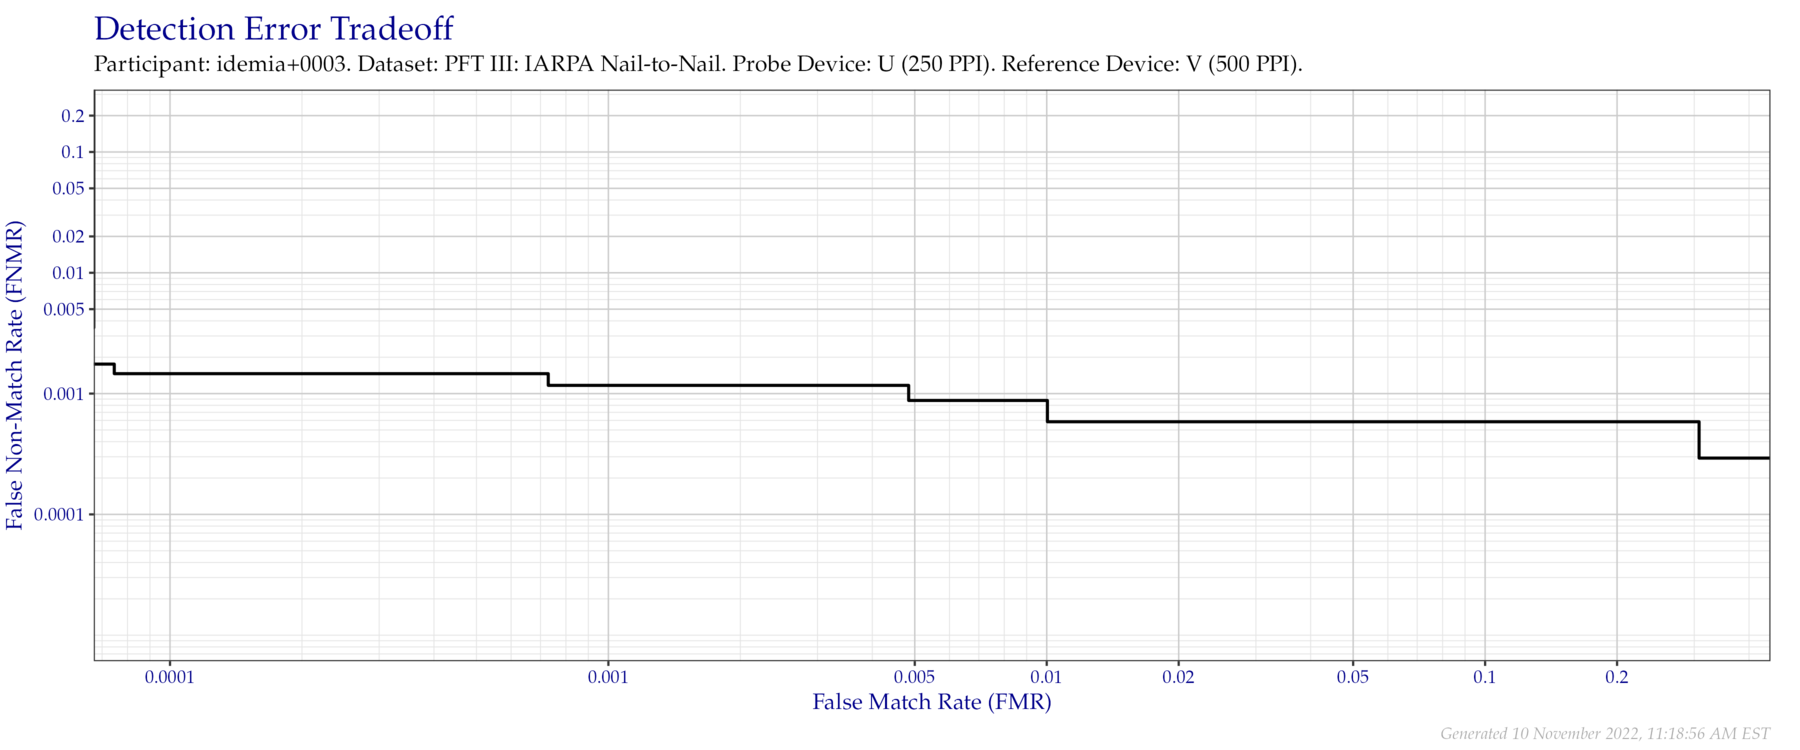 Detection Error Tradeoff
Participant: idemia+0003. Dataset: PFT III: IARPA Nail-to-Nail. Probe Device: U (250 PPI). Reference Device: V (500 PPI).
False Non-Match Rate (FNMR)
0.2
0.1
0.05
0.02
0.01
0.005
0.001
0.0001
0.0001 0.001 0.005 0.01 0.02 0.05 0.1 0.2
False Match Rate (FMR)
Generated 10 November 2022, 11:18:56 AM EST